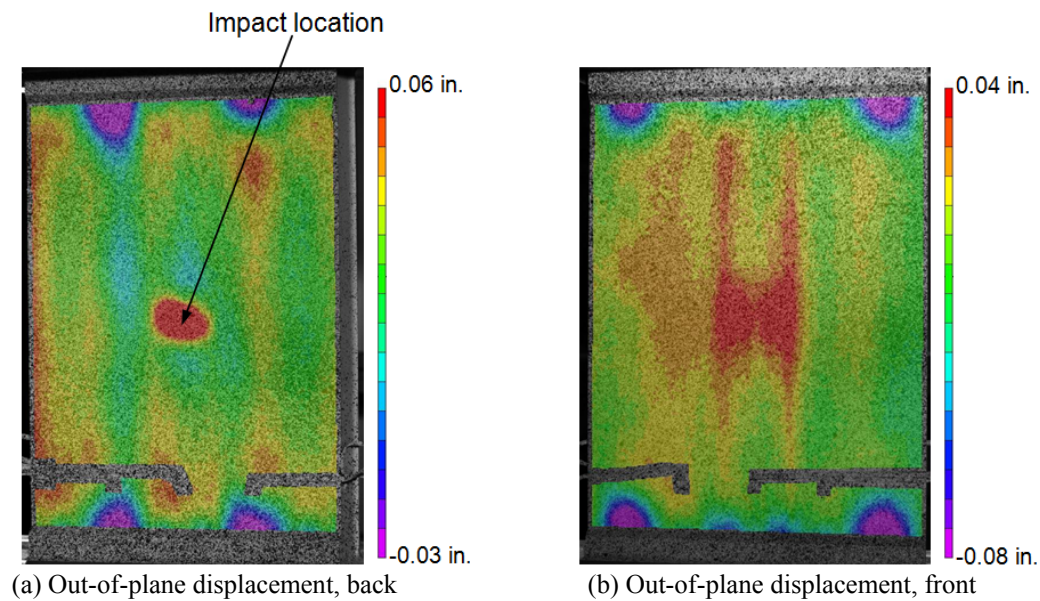 Impact location
0.06 in.
-0.03 in.
0.04 in.
-0.08 in.
(a) Out-of-plane displacement, back
(b) Out-of-plane displacement, front